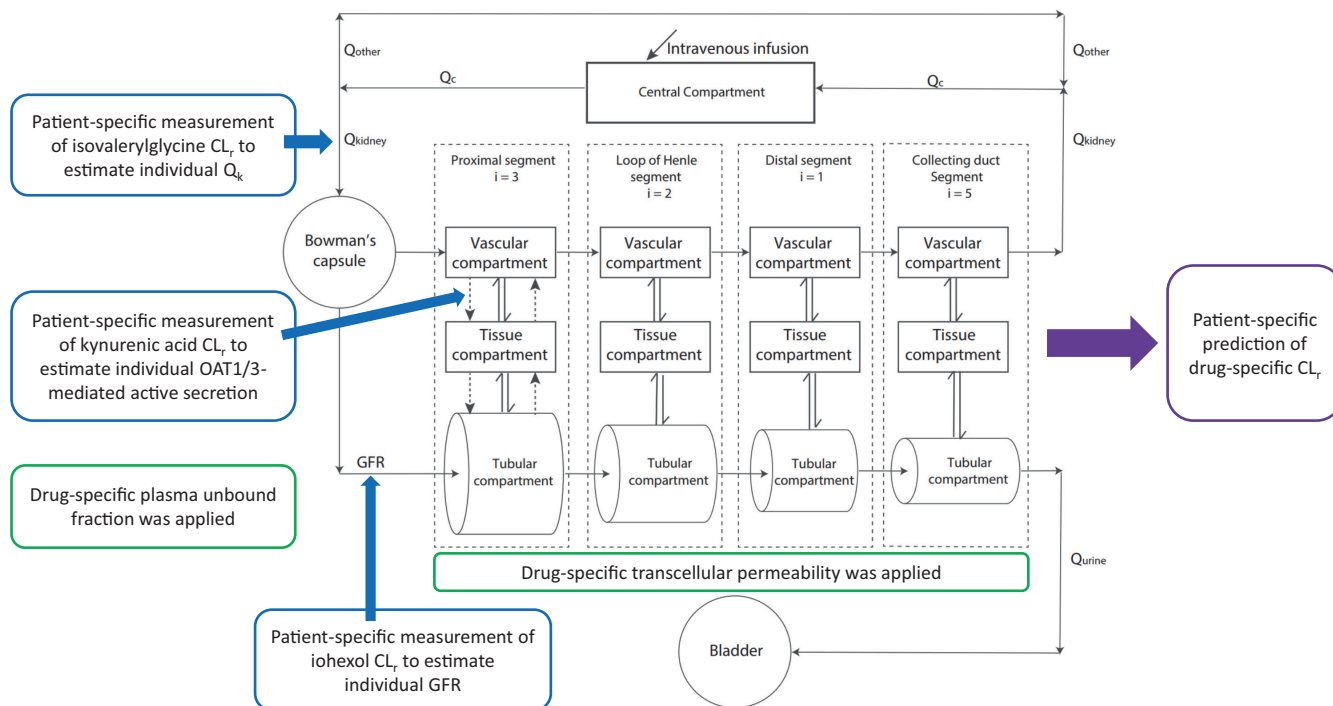 Qother
Intravenous infusion
Qother
Qc
Central Compartment
Qc
Patient-specific measurement
of isovalerylglycine CLr to
estimate individual Qk
Qkidney
Qkidney
Proximal segment
i = 3
Loop of Henle
segment
i = 2
Distal segment
i = 1
Collecting duct
Segment
i = 5
Bowman's
capsule
Vascular
compartment
Vascular
compartment
Vascular
compartment
Vascular
compartment
Patient-specific measurement
of kynurenic acid CLr to
estimate individual OAT1/3-
mediated active secretion
Tissue
compartment
Tissue
compartment
Tissue
compartment
Tissue
compartment
Patient-specific
prediction of
drug-specific CLr
GFR
Tubular
compartment
Tubular
compartment
Tubular
compartment
Tubular
compartment
Drug-specific plasma unbound
fraction was applied
Drug-specific transcellular permeability was applied
Qurine
Patient-specific measurement of
iohexol CLr to estimate
individual GFR
Bladder